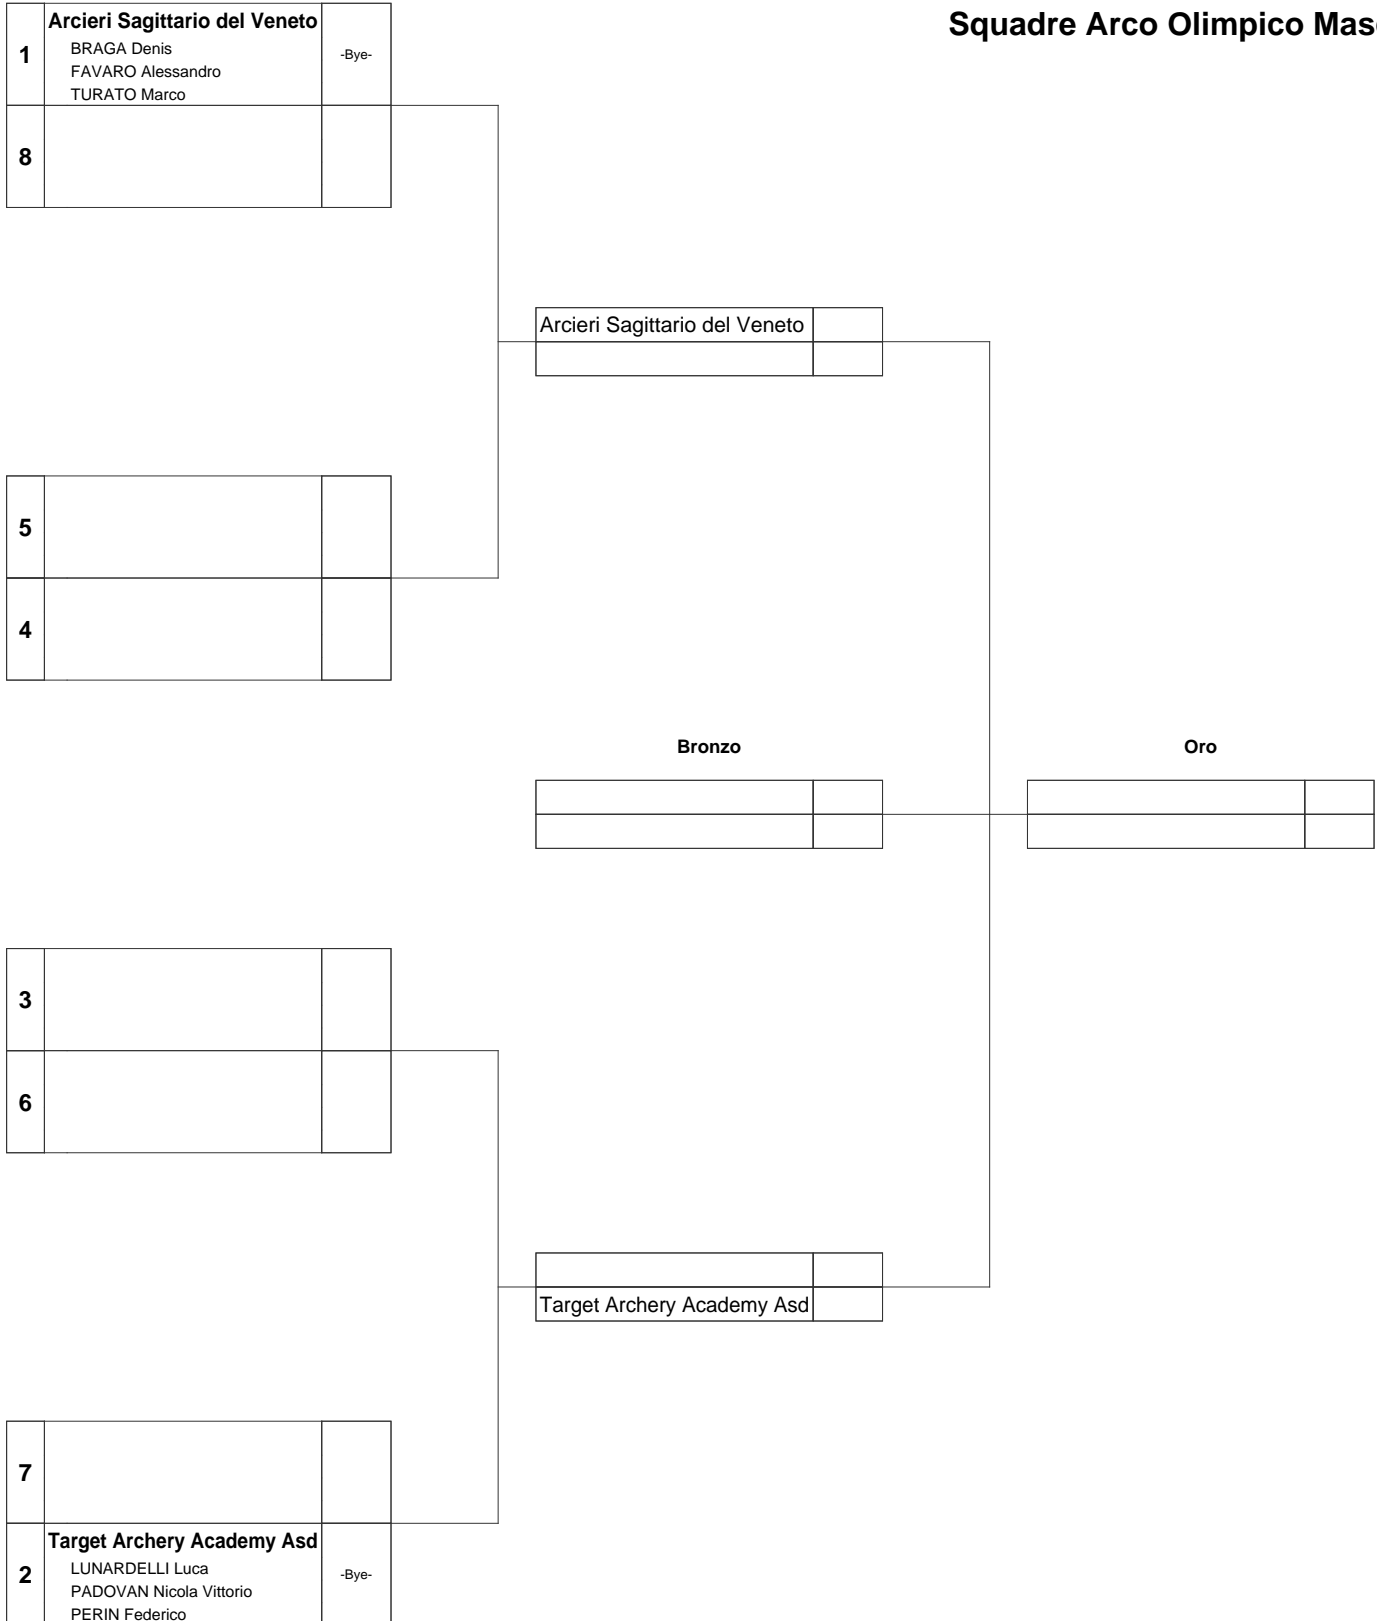 Squadre Arco Olimpico
1
Arcieri Sagittario del Veneto
BRAGA Denis
FAVARO Alessandro
TURATO Marco
-Bye-
8
Arcieri Sagittario del Veneto
5
4
Bronzo
Oro
3
6
Target Archery Academy Asd
7
2
Target Archery Academy Asd
LUNARDELLI Luca
PADOVAN Nicola Vittorio
PERIN Federico
-Bye-